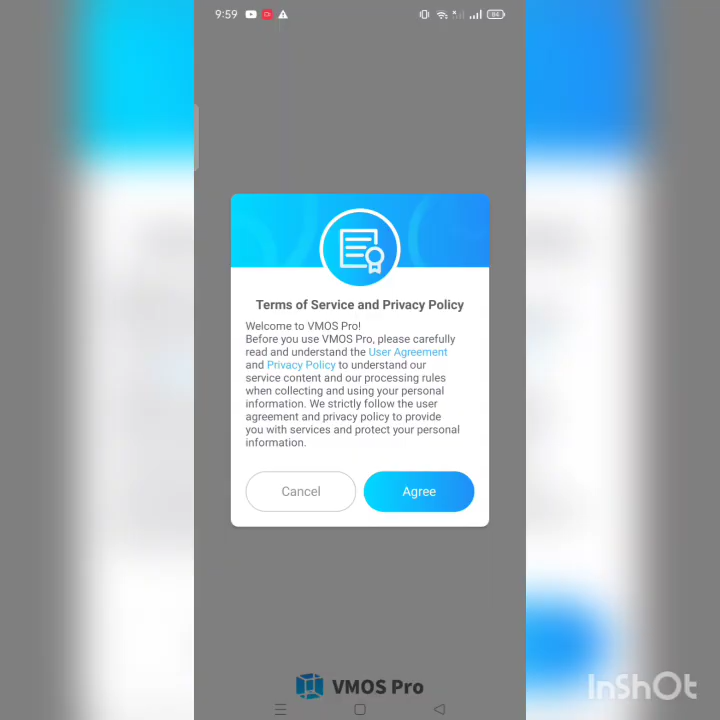 9:59
84
Terms of Service and Privacy Policy
Welcome to VMOS Pro!
Before you use VMOS Pro, please carefully
read and understand the User Agreement
and Privacy Policy to understand our
service content and our processing rules
when collecting and using your personal
information. We strictly follow the user
agreement and privacy policy to provide
you with services and protect your personal
information.
Cancel
Agree
VMOS Pro
InShOt